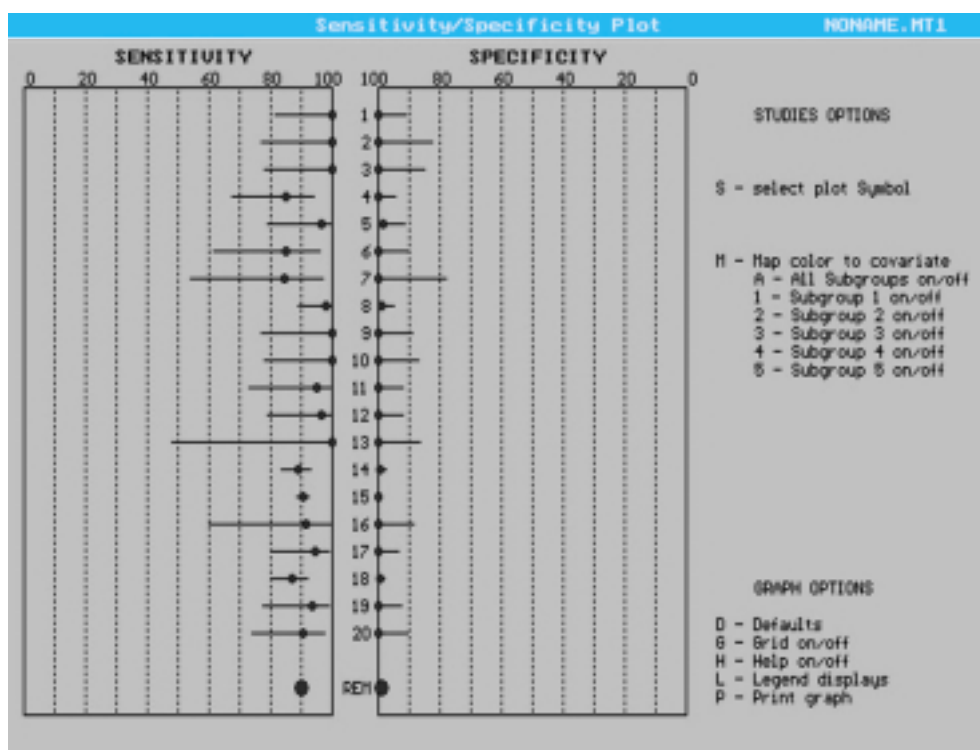 Sensitivity/Specificity Plot NONAME.MT1
SENSITIVITY SPECIFICITY
0 20 40 60 80 100 100 80 60 40 20 0
1
STUDIES OPTIONS
2
3
S - select plot Symbol
4
5
6
M - Map color to covariate
7
A - All Subgroups on/off
8
1 - Subgroup 1 on/off
2 - Subgroup 2 on/off
9
3 - Subgroup 3 on/off
10
4 - Subgroup 4 on/off
5 - Subgroup 5 on/off
11
12
13
14
15
16
17
18
GRAPH OPTIONS
19
D - Defaults
20
G - Grid on/off
H - Help on/off
REM
L - Legend displays
P - Print graph